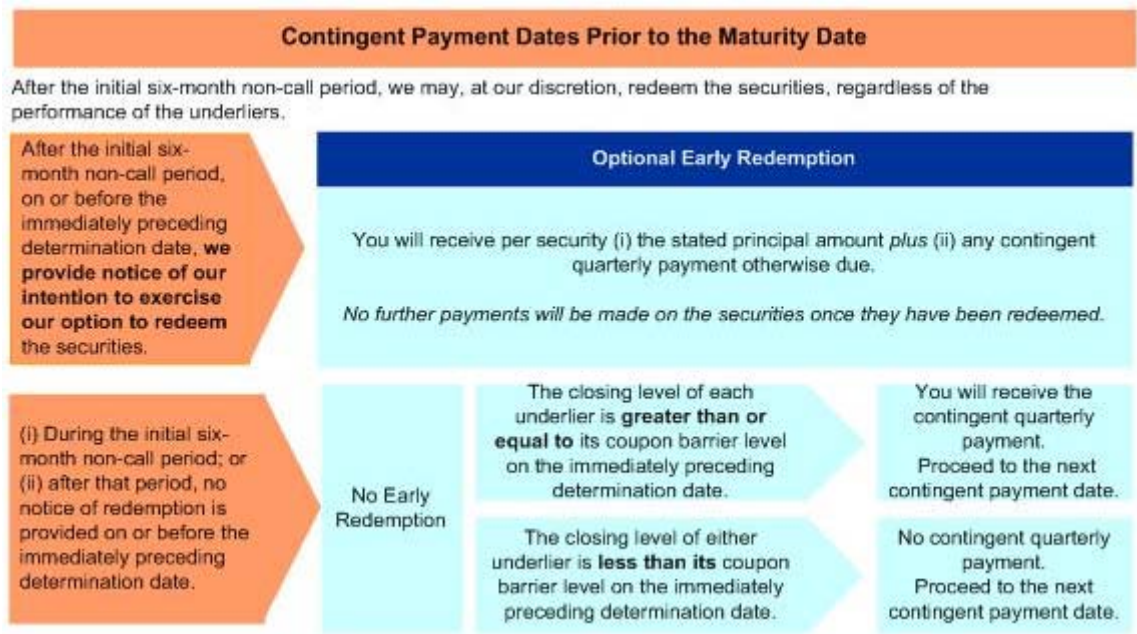 Contingent Payment Dates Prior to the Maturity Date
After the initial six-month non-call period, we may, at our discretion, redeem the securities, regardless of the
performance of the underliers.
After the initial six-
month non-call period,
on or before the
immediately preceding
determination date, we
provide notice of our
intention to exercise
our option to redeem
the securities.
Optional Early Redemption
You will receive per security (i) the stated principal amount plus (ii) any contingent
quarterly payment otherwise due.
No further payments will be made on the securities once they have been redeemed.
(i) During the initial six-
month non-call period; or
(ii) after that period, no
notice of redemption is
provided on or before the
immediately preceding
determination date.
No Early
Redemption
The closing level of each
underlier is greater than or
equal to its coupon barrier level
on the immediately preceding
determination date.
You will receive the
contingent quarterly
payment.
Proceed to the next
contingent payment date.
The closing level of either
underlier is less than its coupon
barrier level on the immediately
preceding determination date.
No contingent quarterly
payment.
Proceed to the next
contingent payment date.